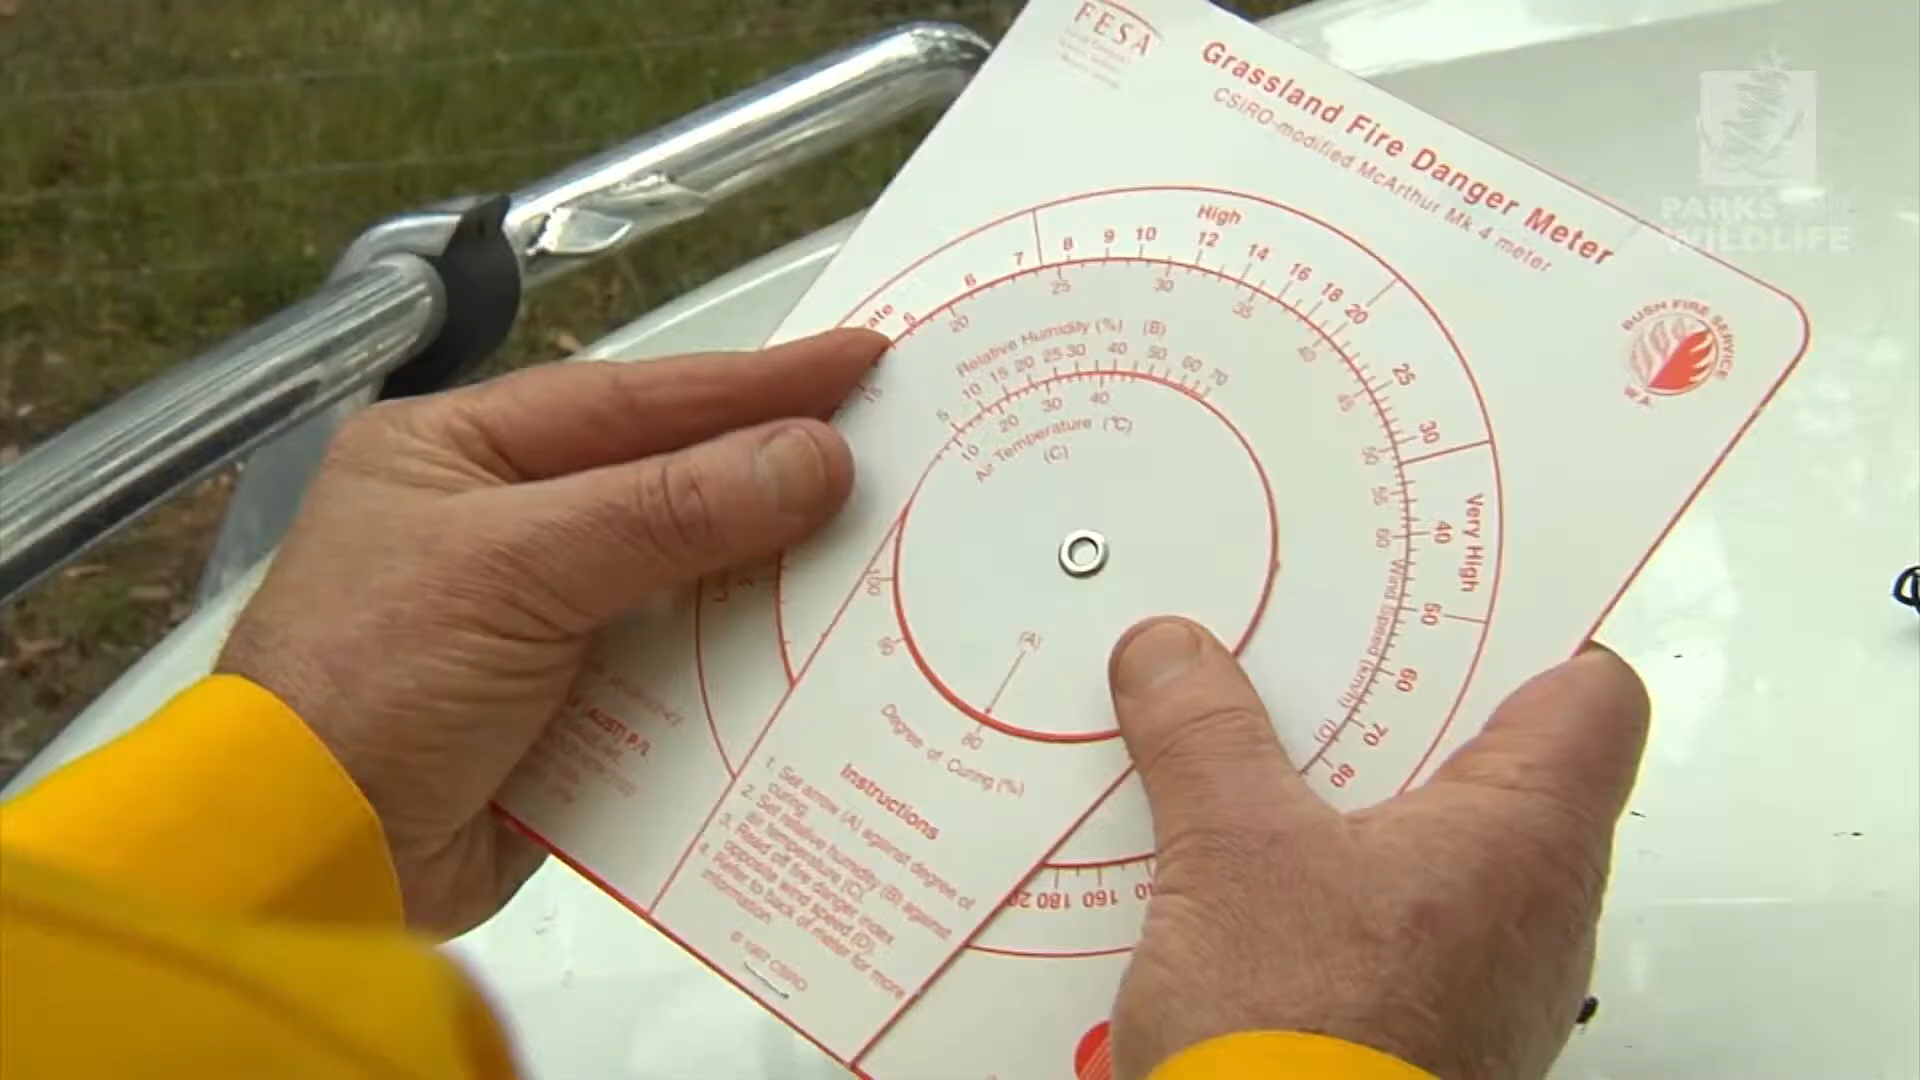 FESA
Grassland Fire Danger Meter
CSIRO-modified McArthur Mk 4 meter
PARKS
WILDLIFE
BUSH FIRE SERVICE
W.A.
High
6 7 8 9 10 12 14 16 18 20 25 30 40 50 60 70 80
Very High
15 20 25 30 35 40 45 50 55 60
Wind Speed (km/h) (D)
Relative Humidity (%) (B)
5 10 15 20 25 30 40 50 60 70
10 20 30 40
Air Temperature (°C)
(C)
100
(A)
80
Degree of Curing (%)
Instructions
1. Set arrow (A) against degree of
curing.
2. Set relative humidity (B) against
air temperature (C).
3. Read off fire danger index
opposite wind speed (D).
4. Refer to back of meter for more
information.
CSIRO
160 180 20
(AUST) P/L